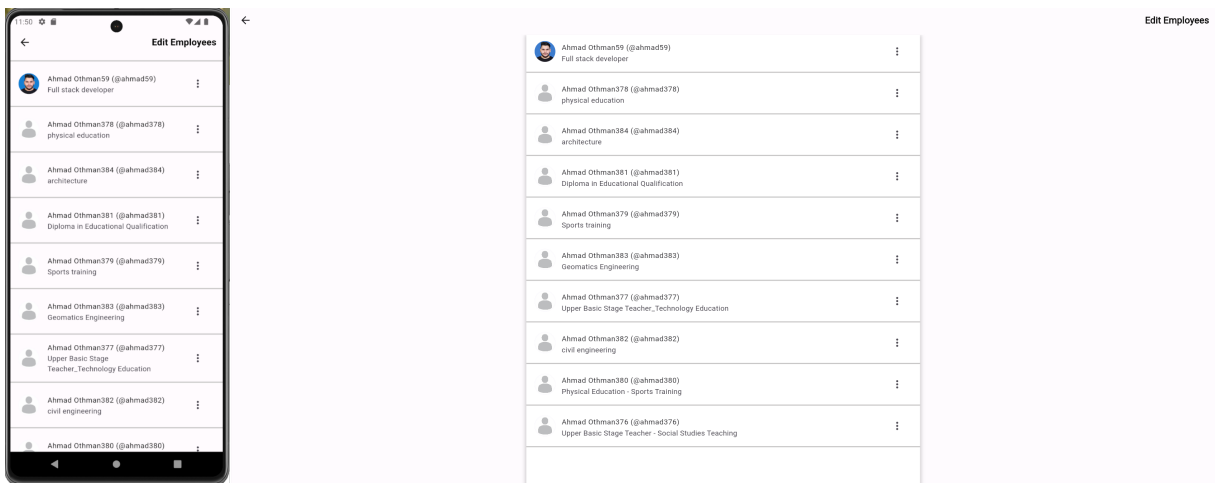 11:50
Edit Employees
Ahmad Othman59 (@ahmad59)
Full stack developer
Ahmad Othman378 (@ahmad378)
physical education
Ahmad Othman384 (@ahmad384)
architecture
Ahmad Othman381 (@ahmad381)
Diploma in Educational Qualification
Ahmad Othman379 (@ahmad379)
Sports training
Ahmad Othman383 (@ahmad383)
Geomatics Engineering
Ahmad Othman377 (@ahmad377)
Upper Basic Stage
Teacher_Technology Education
Ahmad Othman382 (@ahmad382)
civil engineering
Ahmad Othman380 (@ahmad380)
Edit Employees
Ahmad Othman59 (@ahmad59)
Full stack developer
Ahmad Othman378 (@ahmad378)
physical education
Ahmad Othman384 (@ahmad384)
architecture
Ahmad Othman381 (@ahmad381)
Diploma in Educational Qualification
Ahmad Othman379 (@ahmad379)
Sports training
Ahmad Othman383 (@ahmad383)
Geomatics Engineering
Ahmad Othman377 (@ahmad377)
Upper Basic Stage Teacher_Technology Education
Ahmad Othman382 (@ahmad382)
civil engineering
Ahmad Othman380 (@ahmad380)
Physical Education - Sports Training
Ahmad Othman376 (@ahmad376)
Upper Basic Stage Teacher - Social Studies Teaching